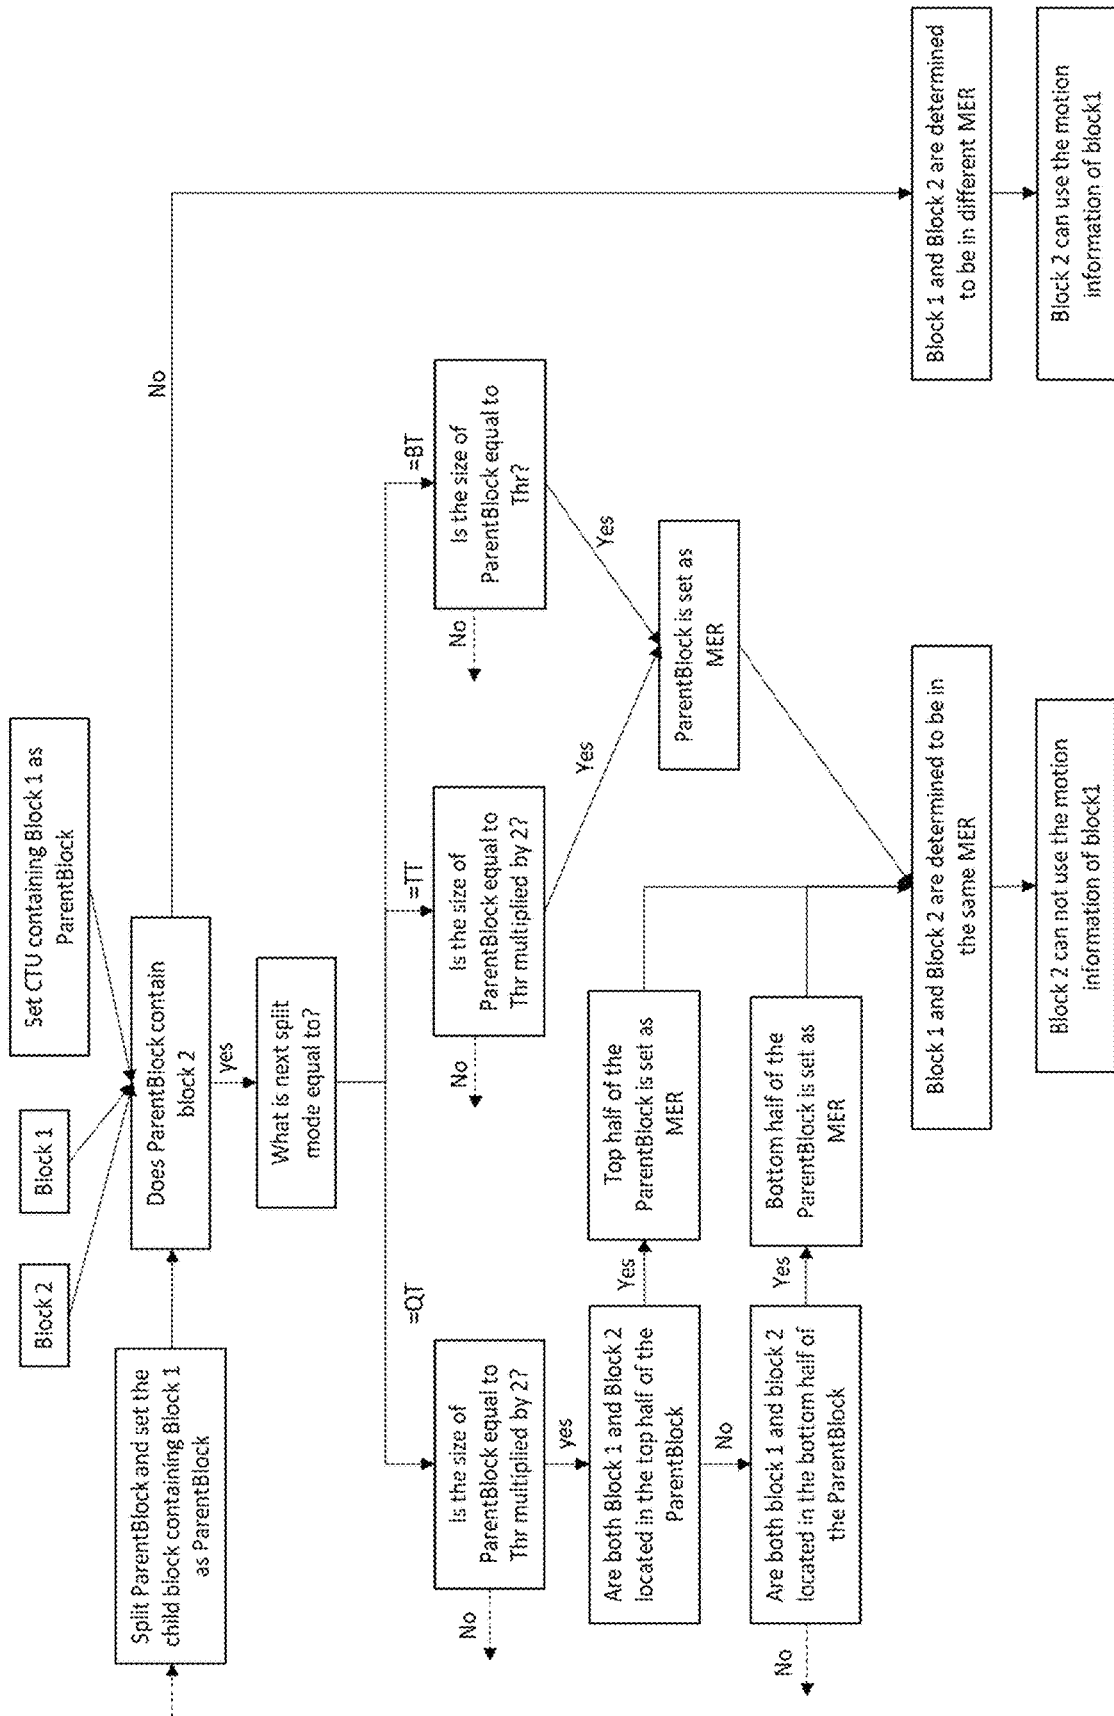 Block 2
Block 1
Set CTU containing Block 1 as
ParentBlock
Split ParentBlock and set the
child block containing Block 1
as ParentBlock
Does ParentBlock contain
block 2
No
yes
What is next split
mode equal to?
=QT
=TT
=BT
Is the size of
ParentBlock equal to
Thr multiplied by 2?
Is the size of
ParentBlock equal to
Thr multiplied by 2?
Is the size of
ParentBlock equal to
Thr?
No
yes
No
Yes
No
Yes
Are both Block 1 and Block 2
located in the top half of the
ParentBlock
Yes
Top half of the
ParentBlock is set as
MER
ParentBlock is set as
MER
No
Are both block 1 and block 2
located in the bottom half of
the ParentBlock
No
Yes
Bottom half of the
ParentBlock is set as
MER
Block 1 and Block 2 are determined to be in
the same MER
Block 1 and Block 2 are determined
to be in different MER
Block 2 can not use the motion
information of block1
Block 2 can use the motion
information of block1